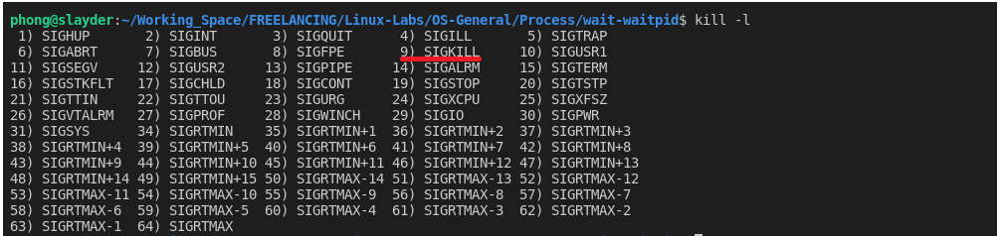 phong@slayder:~/Working_Space/FREELANCING/Linux-Labs/OS-General/Process/wait-waitpid$ kill -l
 1) SIGHUP       2) SIGINT       3) SIGQUIT      4) SIGILL       5) SIGTRAP
 6) SIGABRT      7) SIGBUS       8) SIGFPE       9) SIGKILL     10) SIGUSR1
11) SIGSEGV     12) SIGUSR2     13) SIGPIPE     14) SIGALRM     15) SIGTERM
16) SIGSTKFLT   17) SIGCHLD     18) SIGCONT     19) SIGSTOP     20) SIGTSTP
21) SIGTTIN     22) SIGTTOU     23) SIGURG      24) SIGXCPU     25) SIGXFSZ
26) SIGVTALRM   27) SIGPROF     28) SIGWINCH    29) SIGIO       30) SIGPWR
31) SIGSYS      34) SIGRTMIN    35) SIGRTMIN+1  36) SIGRTMIN+2  37) SIGRTMIN+3
38) SIGRTMIN+4  39) SIGRTMIN+5  40) SIGRTMIN+6  41) SIGRTMIN+7  42) SIGRTMIN+8
43) SIGRTMIN+9  44) SIGRTMIN+10 45) SIGRTMIN+11 46) SIGRTMIN+12 47) SIGRTMIN+13
48) SIGRTMIN+14 49) SIGRTMIN+15 50) SIGRTMAX-14 51) SIGRTMAX-13 52) SIGRTMAX-12
53) SIGRTMAX-11 54) SIGRTMAX-10 55) SIGRTMAX-9  56) SIGRTMAX-8  57) SIGRTMAX-7
58) SIGRTMAX-6  59) SIGRTMAX-5  60) SIGRTMAX-4  61) SIGRTMAX-3  62) SIGRTMAX-2
63) SIGRTMAX-1  64) SIGRTMAX